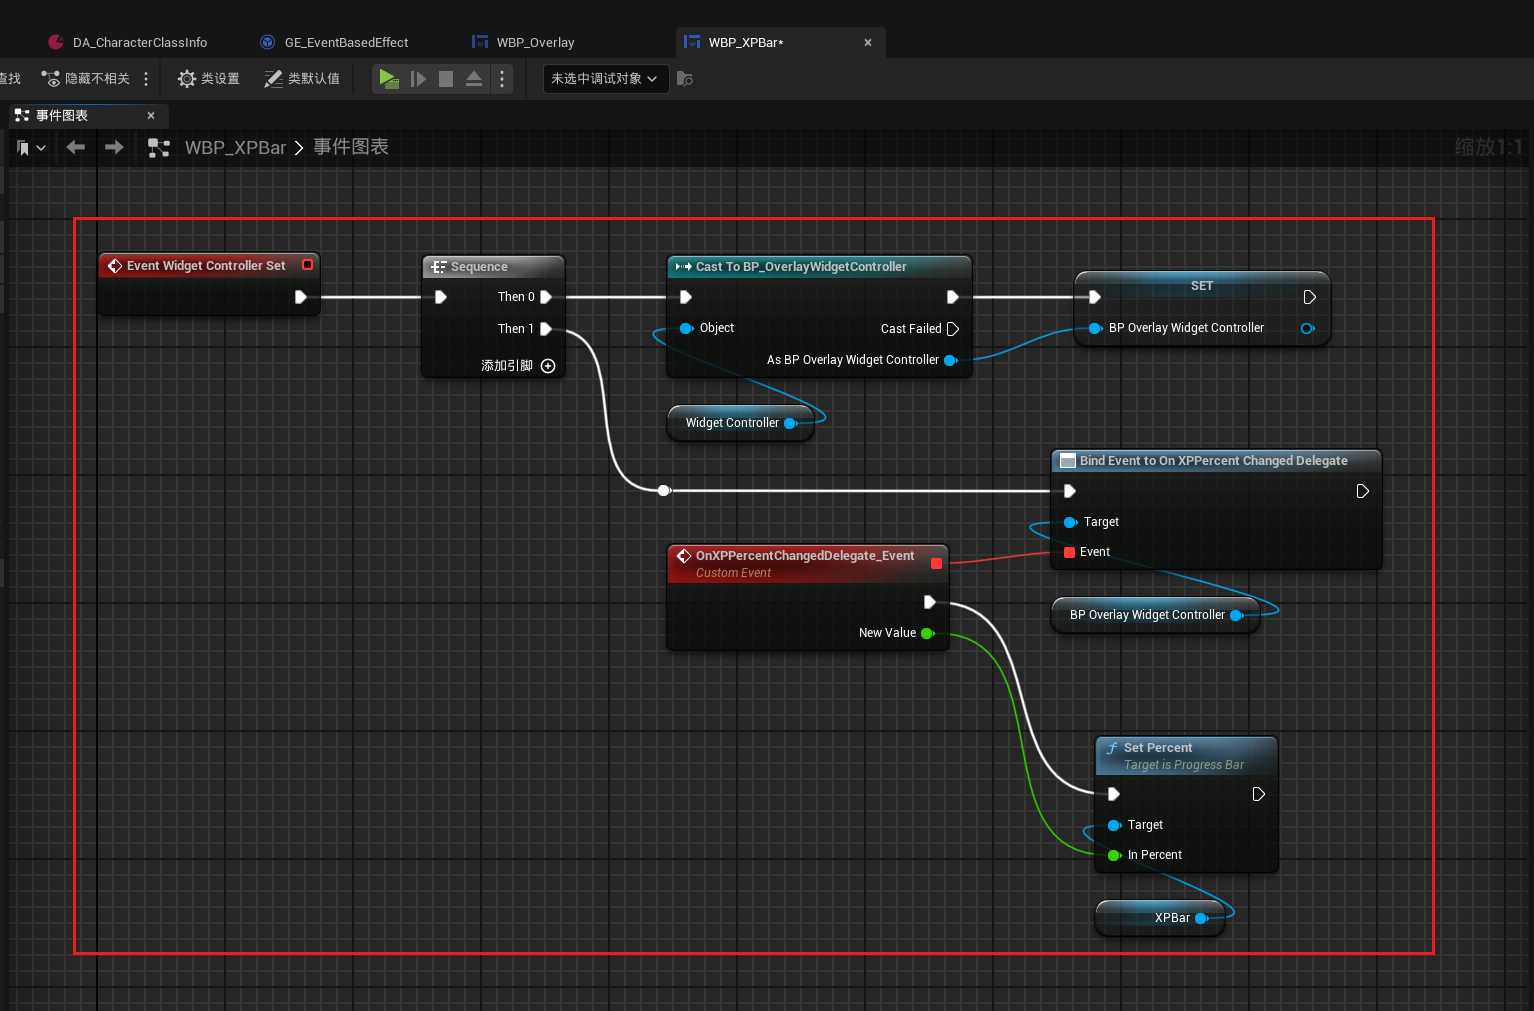 DA_CharacterClassInfo
GE_EventBasedEffect
WBP_Overlay
WBP_XPBar*
查找
隐藏不相关
类设置
类默认值
未选中调试对象
事件图表
WBP_XPBar
事件图表
缩放1:1
Event Widget Controller Set
Sequence
Then 0
Then 1
添加引脚
Cast To BP_OverlayWidgetController
Object
Cast Failed
As BP Overlay Widget Controller
SET
BP Overlay Widget Controller
Widget Controller
Bind Event to On XPPercent Changed Delegate
Target
Event
OnXPPercentChangedDelegate_Event
Custom Event
New Value
BP Overlay Widget Controller
Set Percent
Target is Progress Bar
Target
In Percent
XPBar